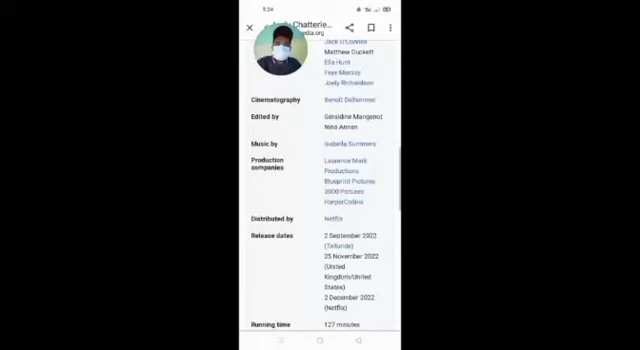 5:24
Chatterle...
Jack O'Connell
Matthew Duckett
Ella Hunt
Faye Marsay
Joely Richardson
Cinematography Benoît Delhomme
Edited by Géraldine Mangenot
Nina Annan
Music by Isabella Summers
Production companies Laurence Mark
Productions
Blueprint Pictures
3000 Pictures
HarperCollins
Distributed by Netflix
Release dates 2 September 2022
(Telluride)
25 November 2022
(United
Kingdom/United
States)
2 December 2022
(Netflix)
Running time 127 minutes